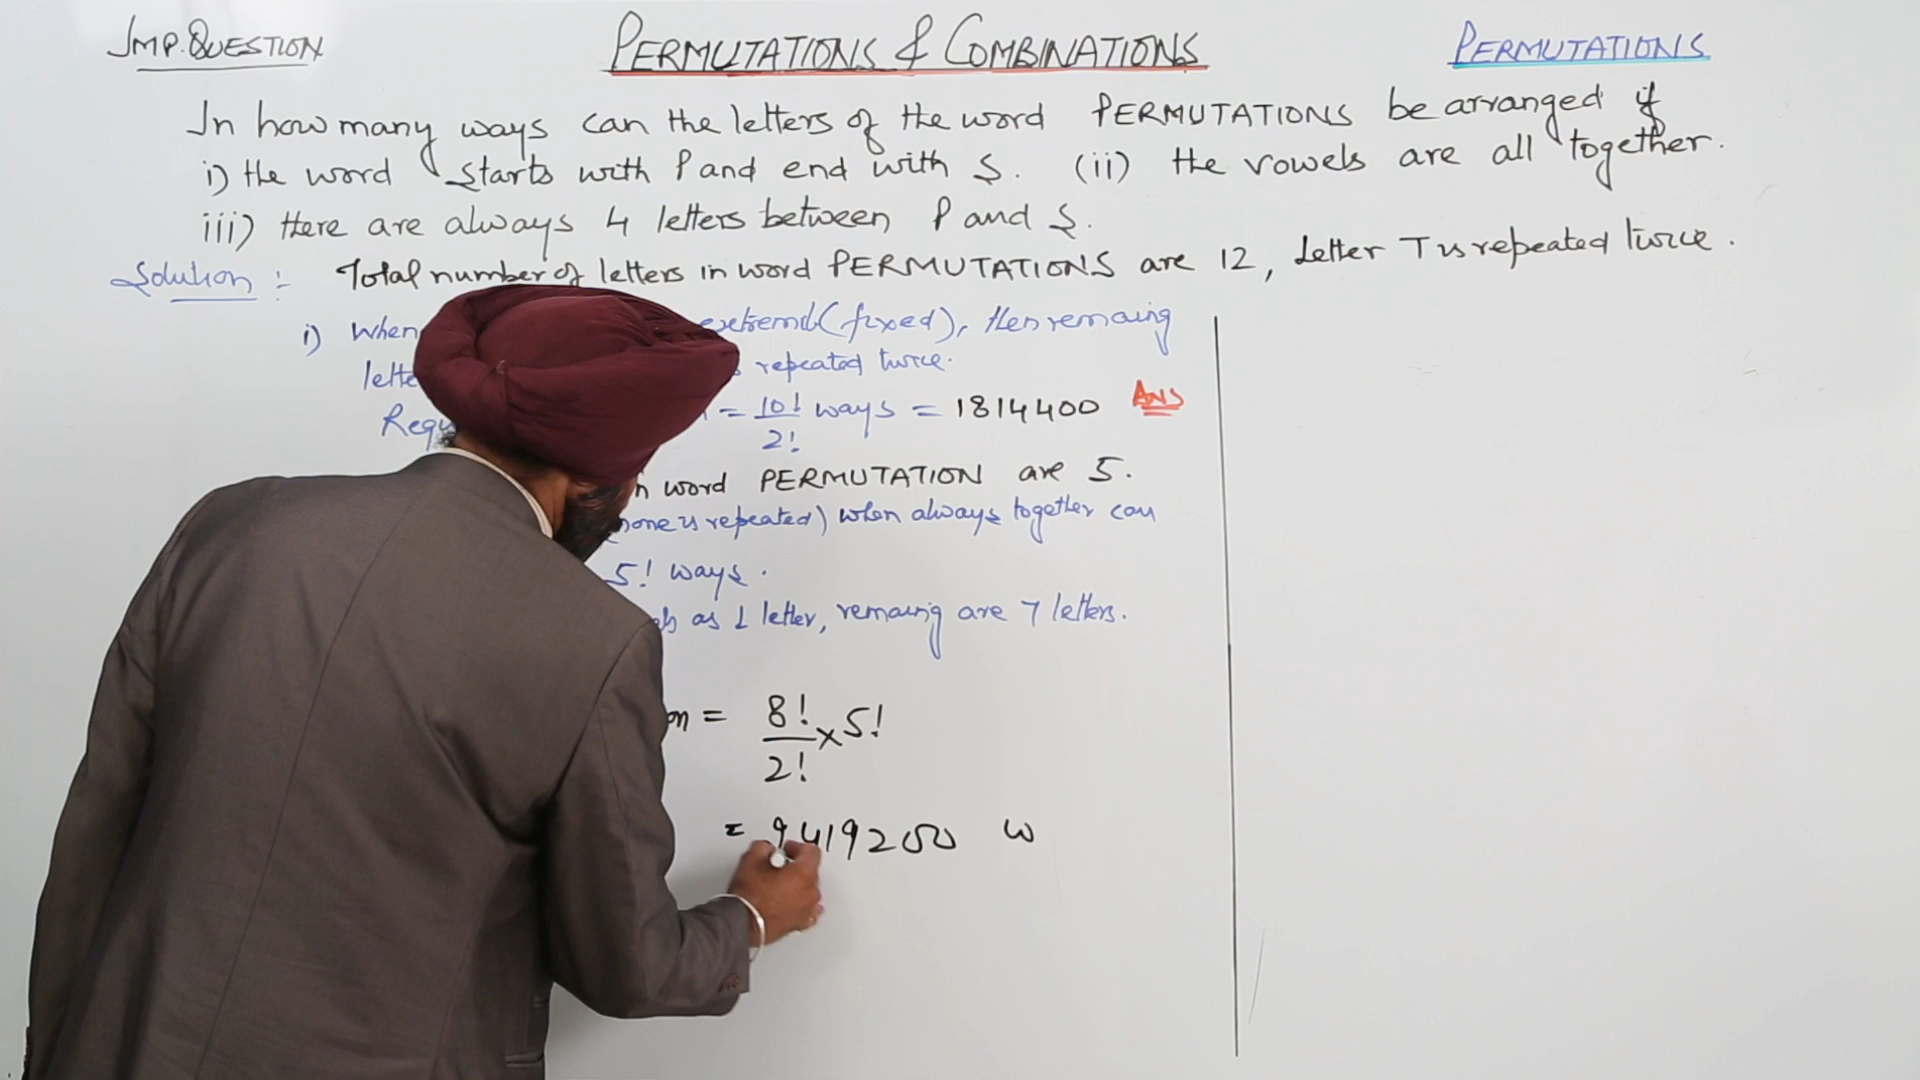 IMP. QUESTION
PERMUTATIONS & COMBINATIONS
PERMUTATIONS
In how many ways can the letters of the word PERMUTATIONS be arranged if
i) the word starts with P and end with S. (ii) the vowels are all together.
iii) there are always 4 letters between P and S.
Solution :- Total number of letters in word PERMUTATIONS are 12, Letter T is repeated twice.
i) When (fixed), then remaing
repeated twice.
= 10!/2! ways = 1814400 Ans
word PERMUTATION are 5.
is repeated) when always together can
5! ways.
as 1 letter, remaing are 7 letters.
= 8!/2! × 5!
= 9419200 w